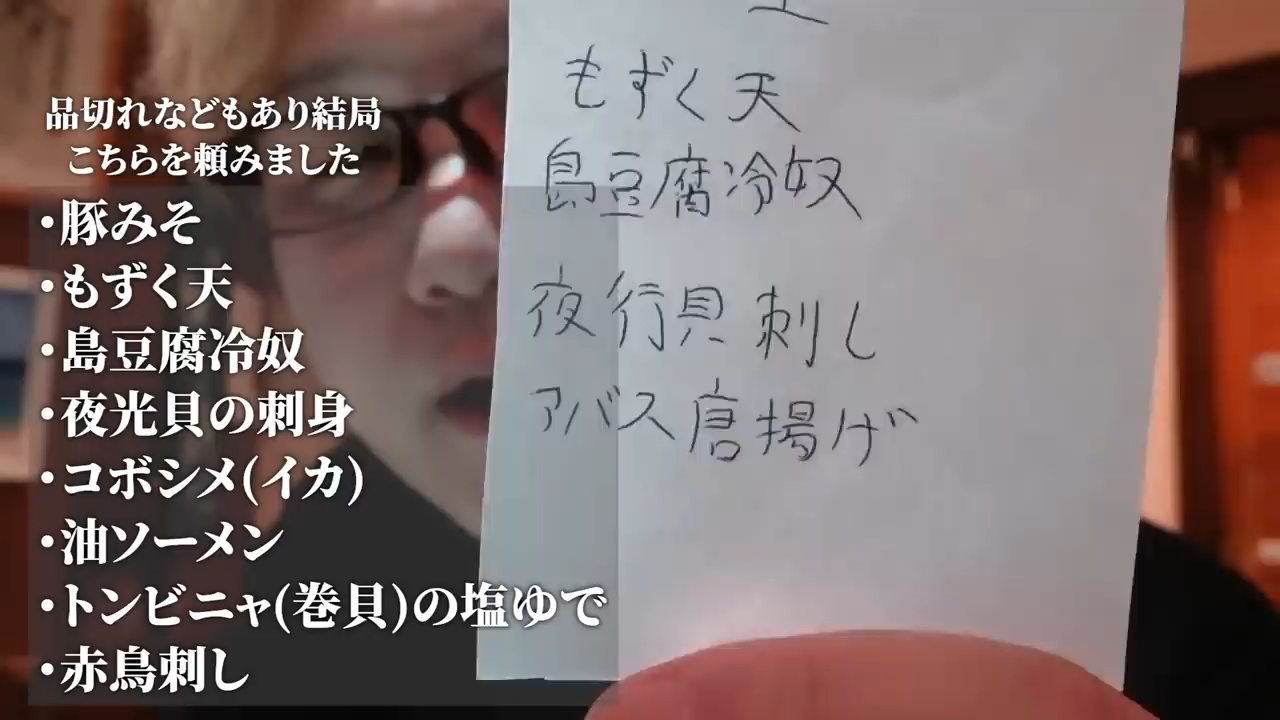 品切れなどもあり結局
こちらを頼みました
・豚みそ
・もずく天
・島豆腐冷奴
・夜光貝の刺身
・コボシメ(イカ)
・油ソーメン
・トンビニャ(巻貝)の塩ゆで
・赤鳥刺し
もずく天
島豆腐冷奴
夜行貝刺し
アバス唐揚げ